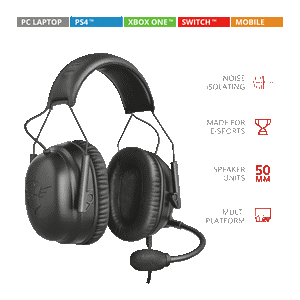 PC LAPTOP PS4™ XBOX ONE™ SWITCH™ MOBILE
NOISE
ISOLATING
MADE FOR
E-SPORTS
SPEAKER
UNITS
50
MM
MULTI
PLATFORM